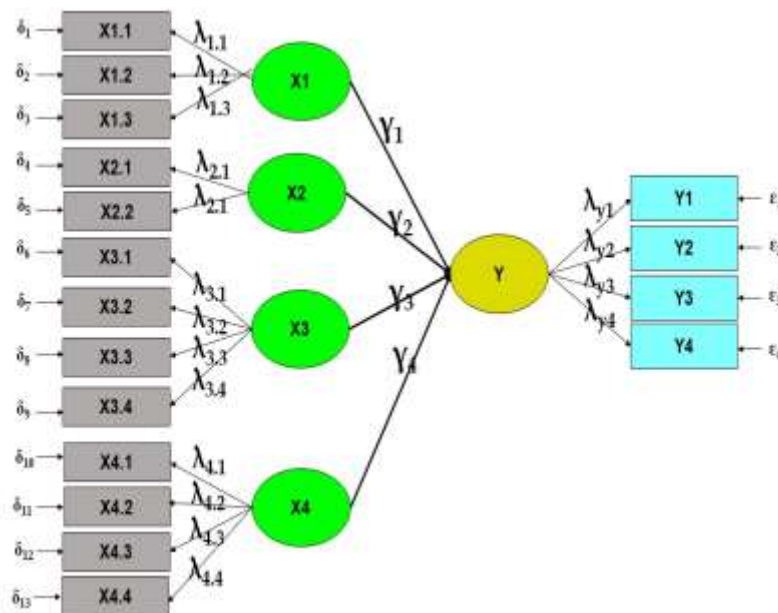 δ1 X1.1 λ1.1
δ2 X1.2 λ1.2 X1
δ3 X1.3 λ1.3
γ1
δ4 X2.1 λ2.1
X2
δ5 X2.2 λ2.1
γ2
δ6 X3.1 λ3.1
δ7 X3.2 λ3.2 X3
δ8 X3.3 λ3.3
δ9 X3.4 λ3.4
γ3
γ4
δ10 X4.1 λ4.1
δ11 X4.2 λ4.2 X4
δ12 X4.3 λ4.3
δ13 X4.4 λ4.4
Y
λy1 Y1 ε
λy2 Y2 ε
λy3 Y3 ε
λy4 Y4 ε